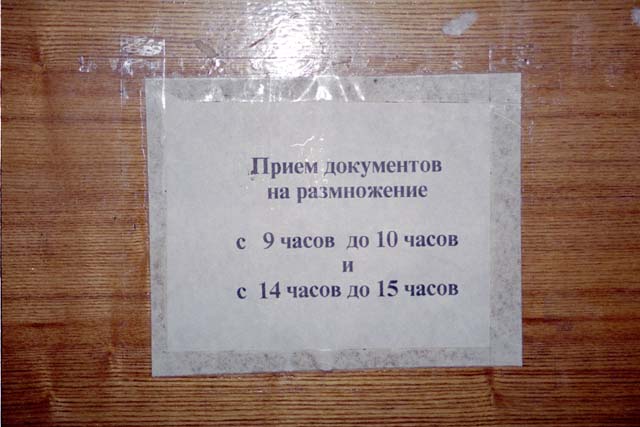 Прием документов
на размножение
с 9 часов до 10 часов
и
с 14 часов до 15 часов